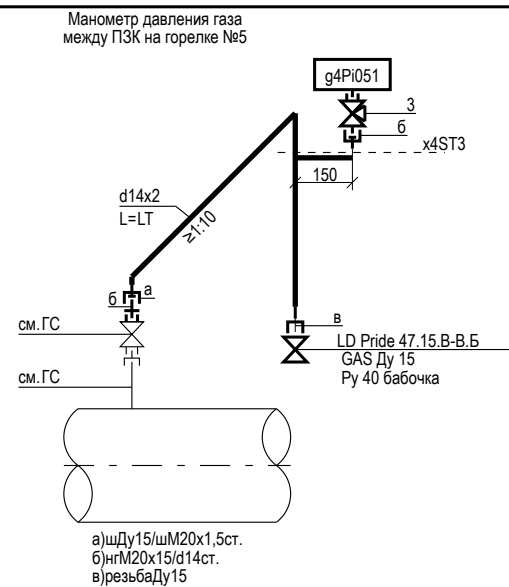 Манометр давления газа
между ПЗК на горелке №5
g4Pi051
3
б
x4ST3
150
d14x2
L=LT
≥1:10
а
б
см.ГС
в
LD Pride 47.15.В-В.Б
GAS Ду 15
Ру 40 бабочка
см.ГС
а)шДу15/шМ20х1,5ст.
б)нгМ20х15/d14ст.
в)резьбаДу15